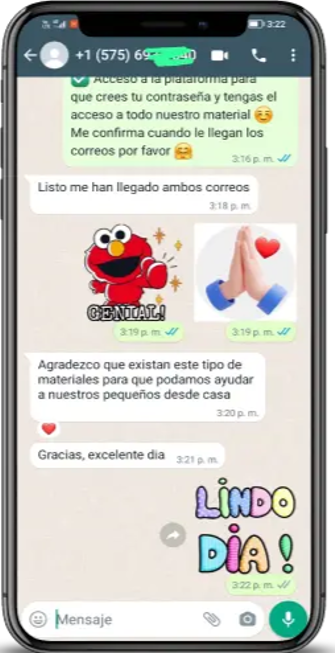 3:22
+1 (575) 69
Acceso a la plataforma para
que crees tu contraseña y tengas el
acceso a todo nuestro material
Me confirma cuando le llegan los
correos por favor
3:16 p. m.
Listo me han llegado ambos correos
3:18 p. m.
GENIAL!
3:19 p. m.
3:19 p. m.
Agradezco que existan este tipo de
materiales para que podamos ayudar
a nuestros pequeños desde casa
3:20 p. m.
Gracias, excelente dia 3:21 p. m.
LINDO
DÍA!
3:22 p. m.
Mensaje